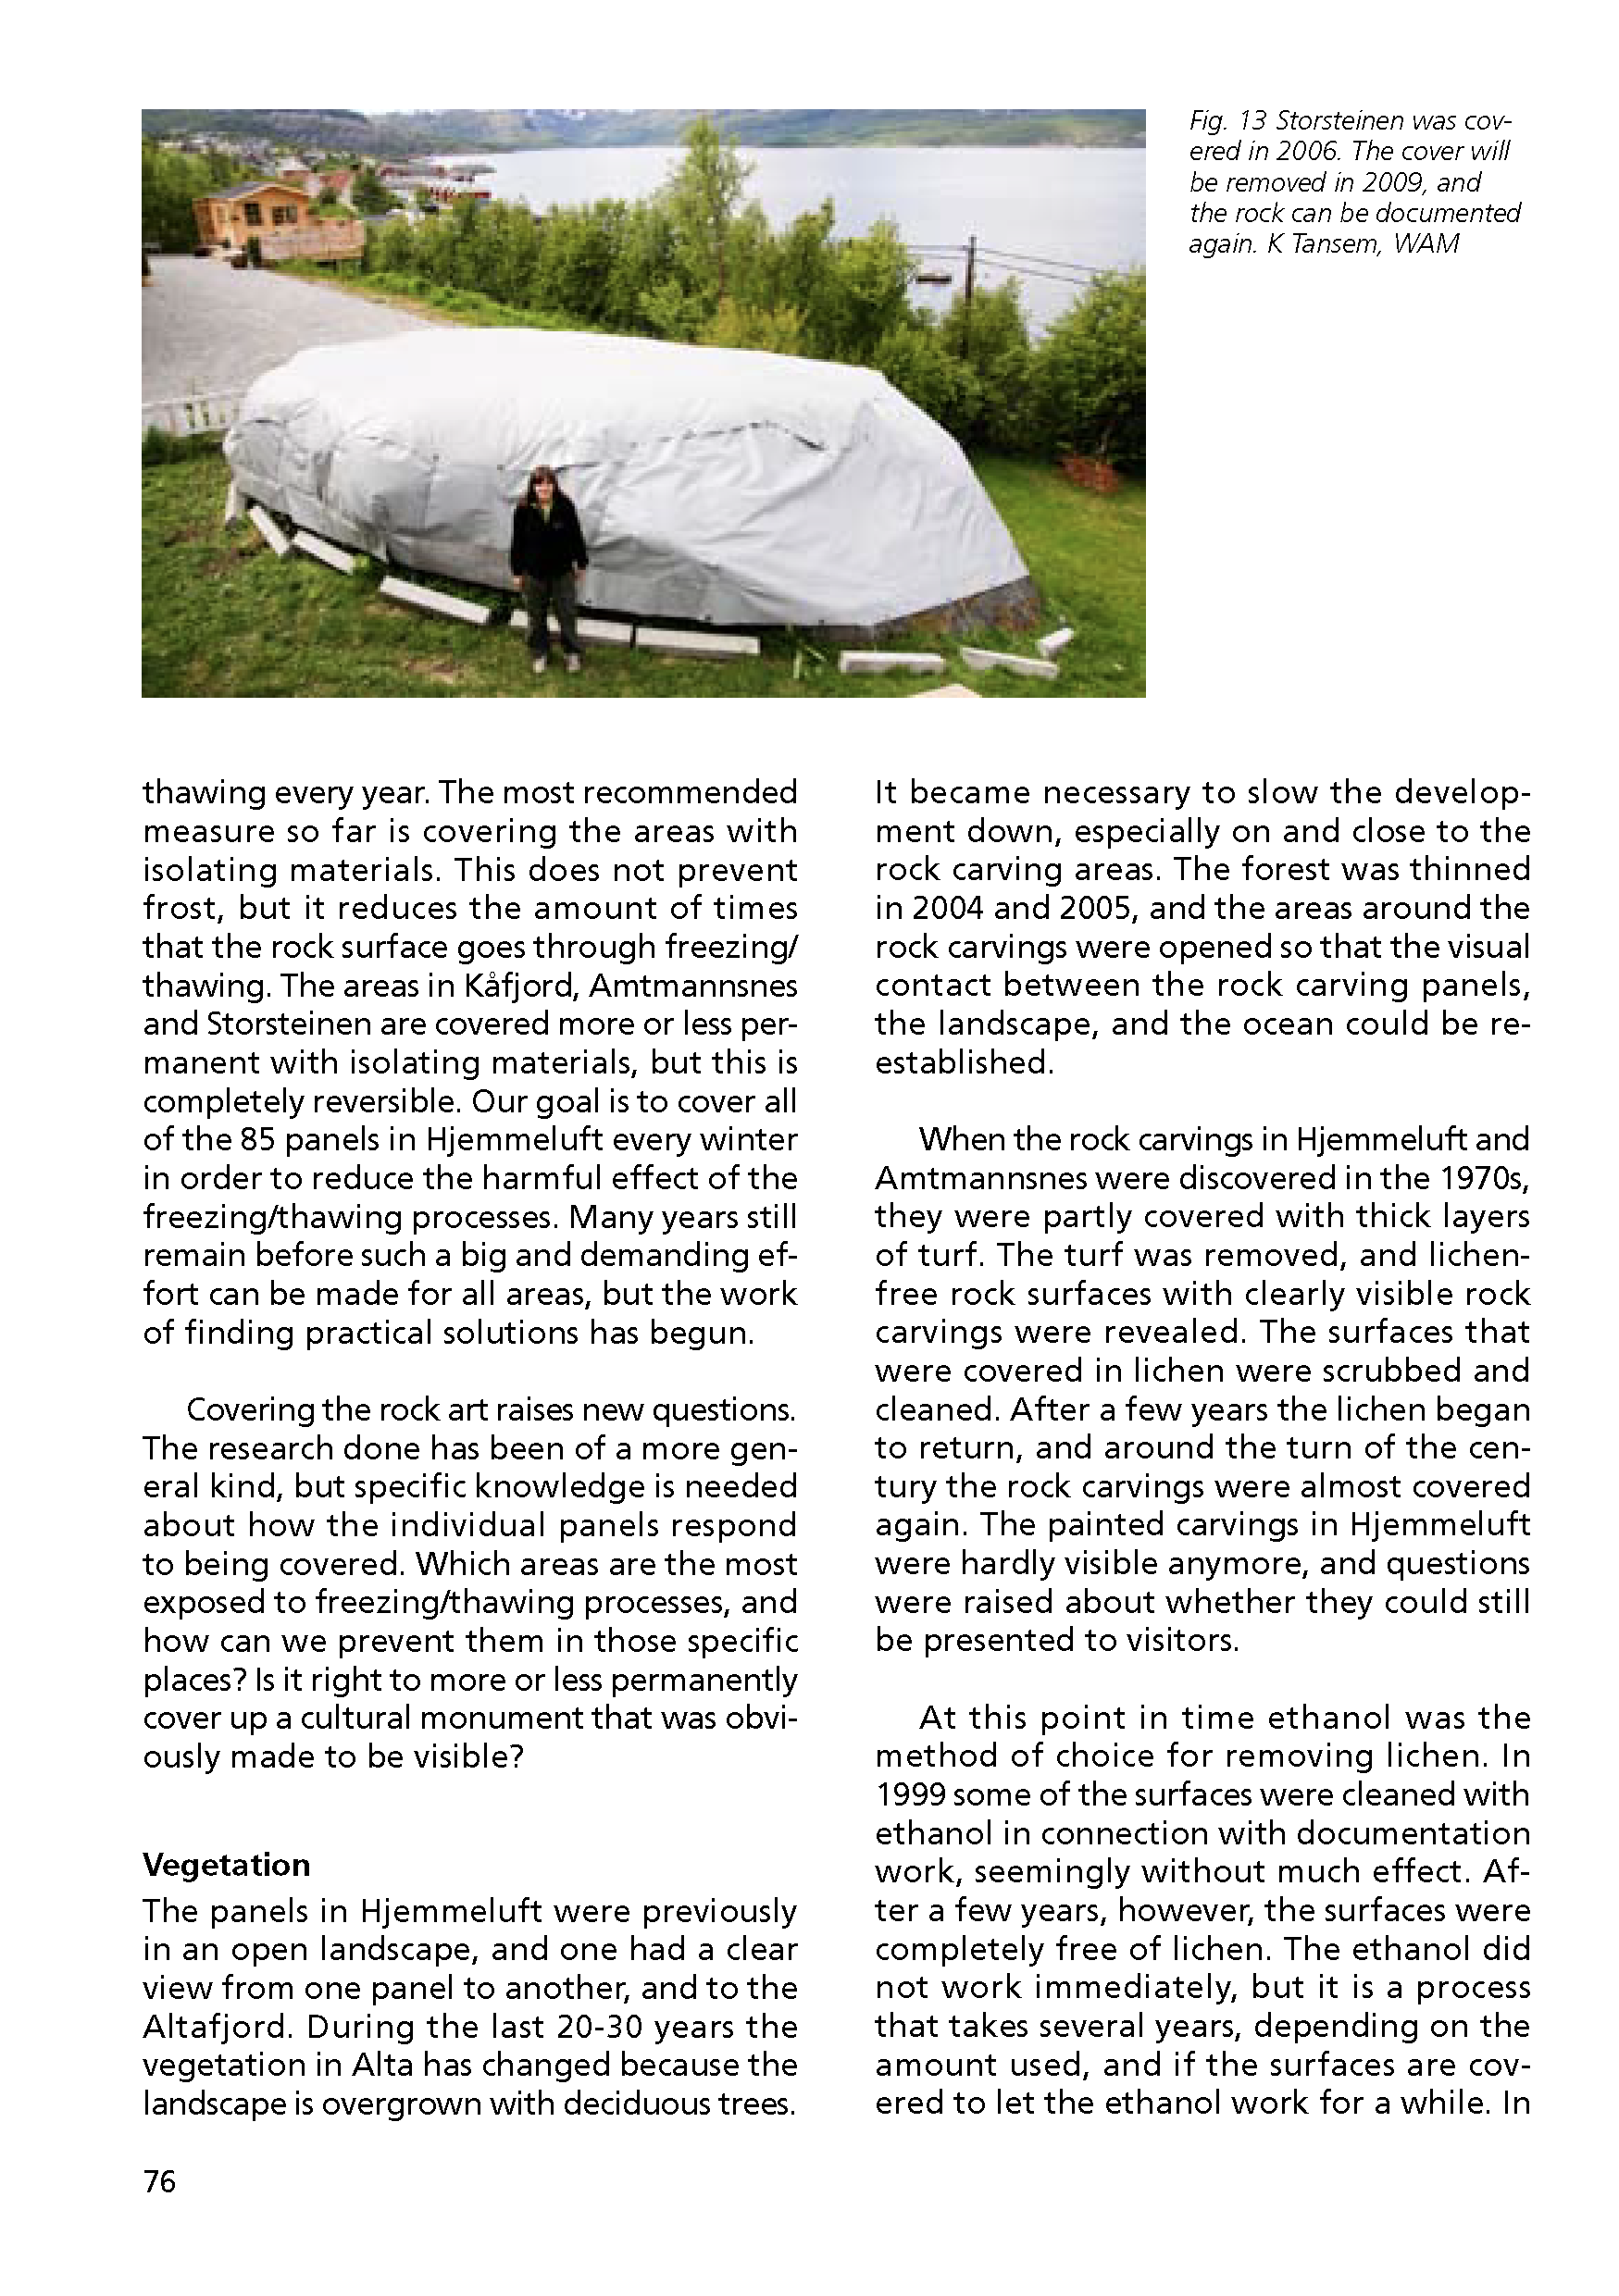 Fig. 13 Storsteinen was cov-
ered in 2006. The cover will
be removed in 2009, and
the rock can be documented
again. K Tansem, WAM
thawing every year. The most recommended
measure so far is covering the areas with
isolating materials. This does not prevent
frost, but it reduces the amount of times
that the rock surface goes through freezing/
thawing. The areas in Kåfjord, Amtmannsnes
and Storsteinen are covered more or less per-
manent with isolating materials, but this is
completely reversible. Our goal is to cover all
of the 85 panels in Hjemmeluft every winter
in order to reduce the harmful effect of the
freezing/thawing processes. Many years still
remain before such a big and demanding ef-
fort can be made for all areas, but the work
of finding practical solutions has begun.
Covering the rock art raises new questions.
The research done has been of a more gen-
eral kind, but specific knowledge is needed
about how the individual panels respond
to being covered. Which areas are the most
exposed to freezing/thawing processes, and
how can we prevent them in those specific
places? Is it right to more or less permanently
cover up a cultural monument that was obvi-
ously made to be visible?
Vegetation
The panels in Hjemmeluft were previously
in an open landscape, and one had a clear
view from one panel to another, and to the
Altafjord. During the last 20-30 years the
vegetation in Alta has changed because the
landscape is overgrown with deciduous trees.
It became necessary to slow the develop-
ment down, especially on and close to the
rock carving areas. The forest was thinned
in 2004 and 2005, and the areas around the
rock carvings were opened so that the visual
contact between the rock carving panels,
the landscape, and the ocean could be re-
established.
When the rock carvings in Hjemmeluft and
Amtmannsnes were discovered in the 1970s,
they were partly covered with thick layers
of turf. The turf was removed, and lichen-
free rock surfaces with clearly visible rock
carvings were revealed. The surfaces that
were covered in lichen were scrubbed and
cleaned. After a few years the lichen began
to return, and around the turn of the cen-
tury the rock carvings were almost covered
again. The painted carvings in Hjemmeluft
were hardly visible anymore, and questions
were raised about whether they could still
be presented to visitors.
At this point in time ethanol was the
method of choice for removing lichen. In
1999 some of the surfaces were cleaned with
ethanol in connection with documentation
work, seemingly without much effect. Af-
ter a few years, however, the surfaces were
completely free of lichen. The ethanol did
not work immediately, but it is a process
that takes several years, depending on the
amount used, and if the surfaces are cov-
ered to let the ethanol work for a while. In
76